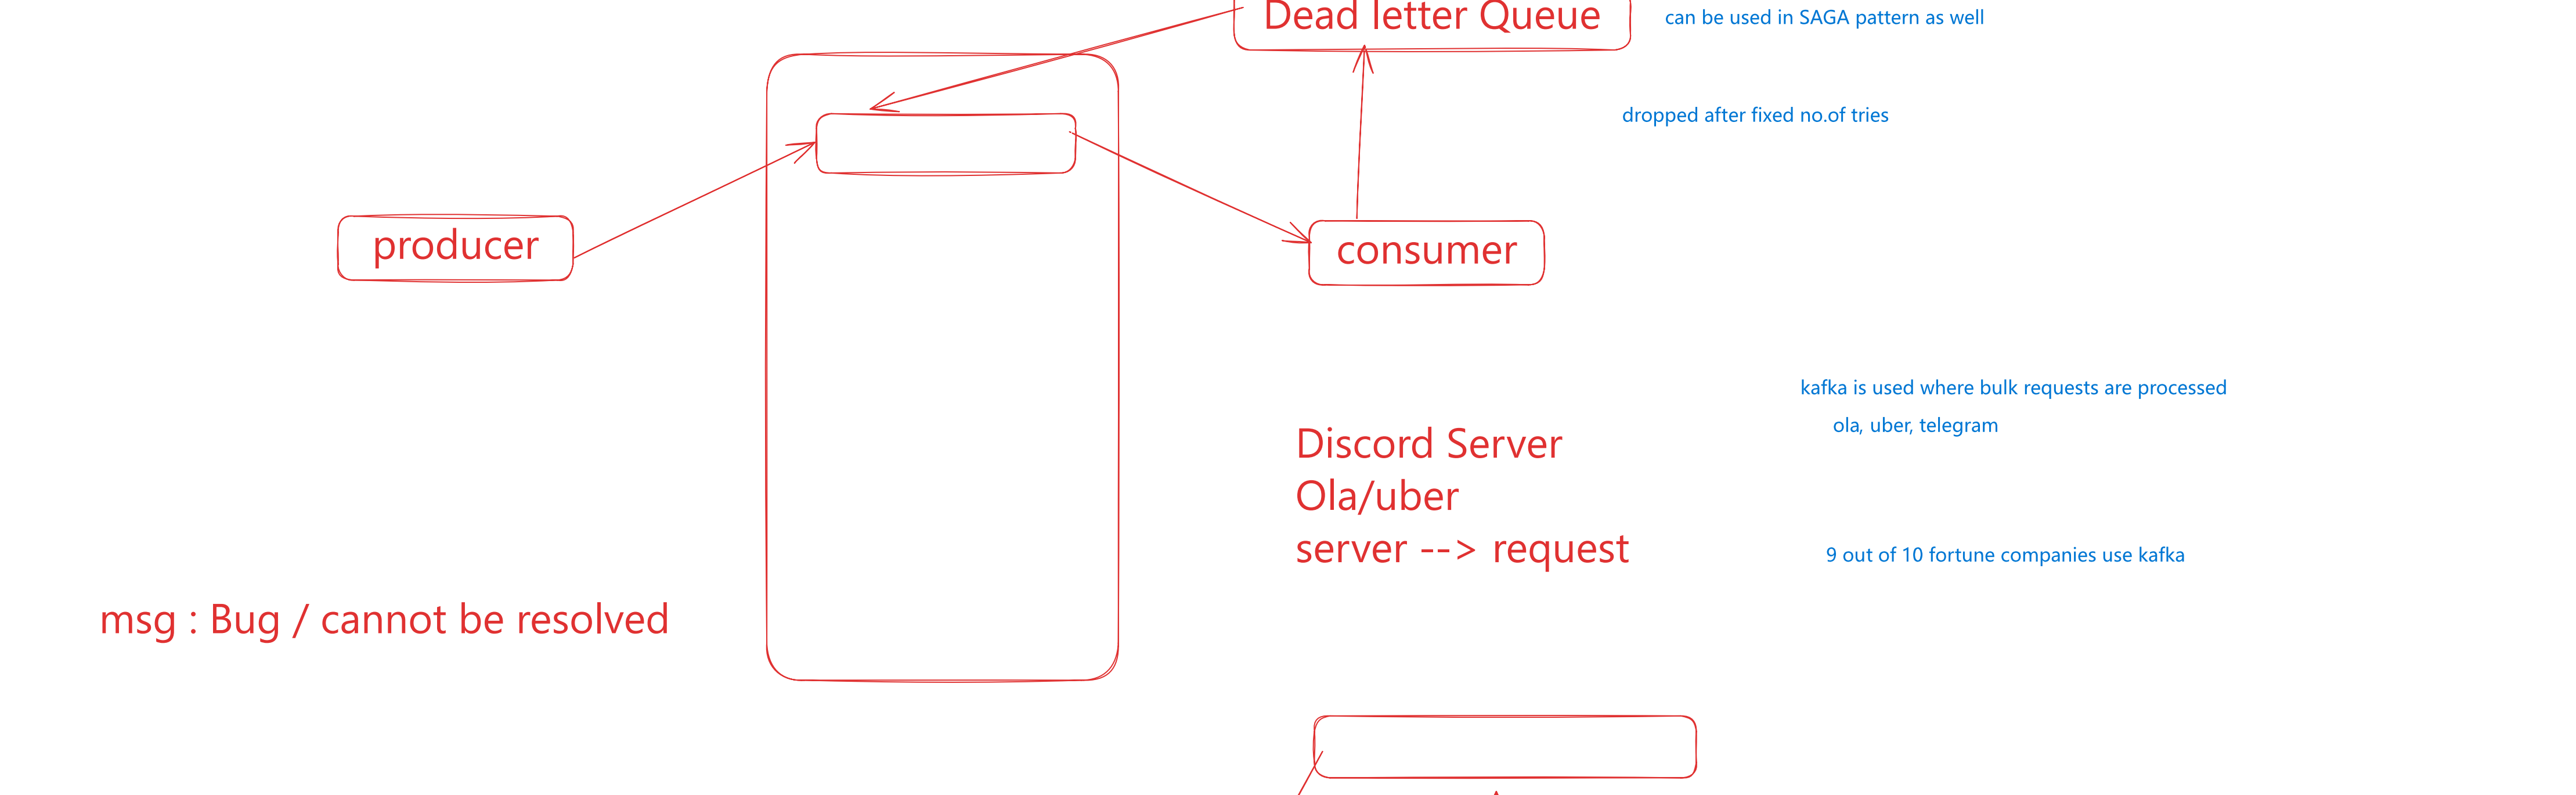 Dead letter Queue
can be used in SAGA pattern as well
dropped after fixed no.of tries
producer
consumer
kafka is used where bulk requests are processed
ola, uber, telegram
Discord Server
Ola/uber
server --> request
9 out of 10 fortune companies use kafka
msg : Bug / cannot be resolved